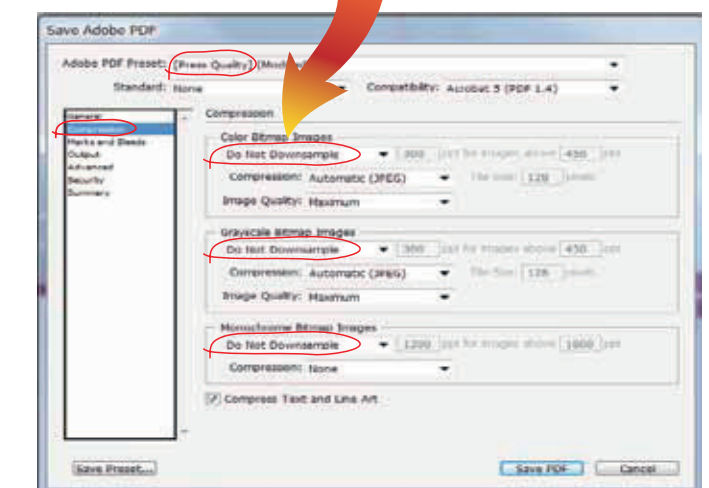 Save Adobe PDF
Adobe PDF Preset: [Press Quality]
Standard: None Compatibility: Acrobat 5 (PDF 1.4)
General
Compression
Marks and Bleeds
Output
Advanced
Security
Summary
Compression
Color Bitmap Images
Do Not Downsample 300 ppi for images above 450 ppi
Compression: Automatic (JPEG) Tile Size: 128 pixels
Image Quality: Maximum
Grayscale Bitmap Images
Do Not Downsample 300 ppi for images above 450 ppi
Compression: Automatic (JPEG) Tile Size: 128 pixels
Image Quality: Maximum
Monochrome Bitmap Images
Do Not Downsample 1200 ppi for images above 1800 ppi
Compression: None
Compress Text and Line Art
Save Preset... Save PDF Cancel